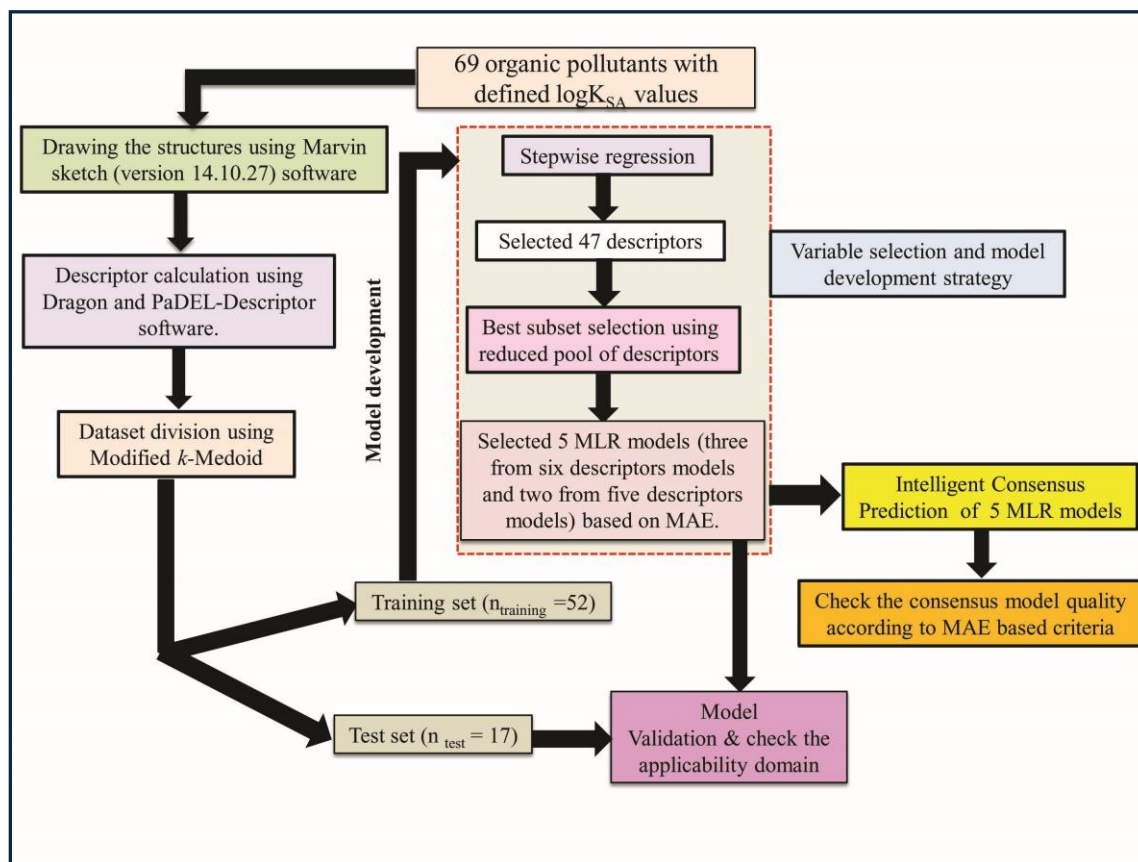 69 organic pollutants with
defined logK_SA values
Drawing the structures using Marvin
sketch (version 14.10.27) software
Descriptor calculation using
Dragon and PaDEL-Descriptor
software.
Dataset division using
Modified k-Medoid
Model development
Stepwise regression
Selected 47 descriptors
Best subset selection using
reduced pool of descriptors
Selected 5 MLR models (three
from six descriptors models
and two from five descriptors
models) based on MAE.
Variable selection and model
development strategy
Intelligent Consensus
Prediction of 5 MLR models
Check the consensus model quality
according to MAE based criteria
Training set (n_training =52)
Test set (n_test = 17)
Model
Validation & check the
applicability domain